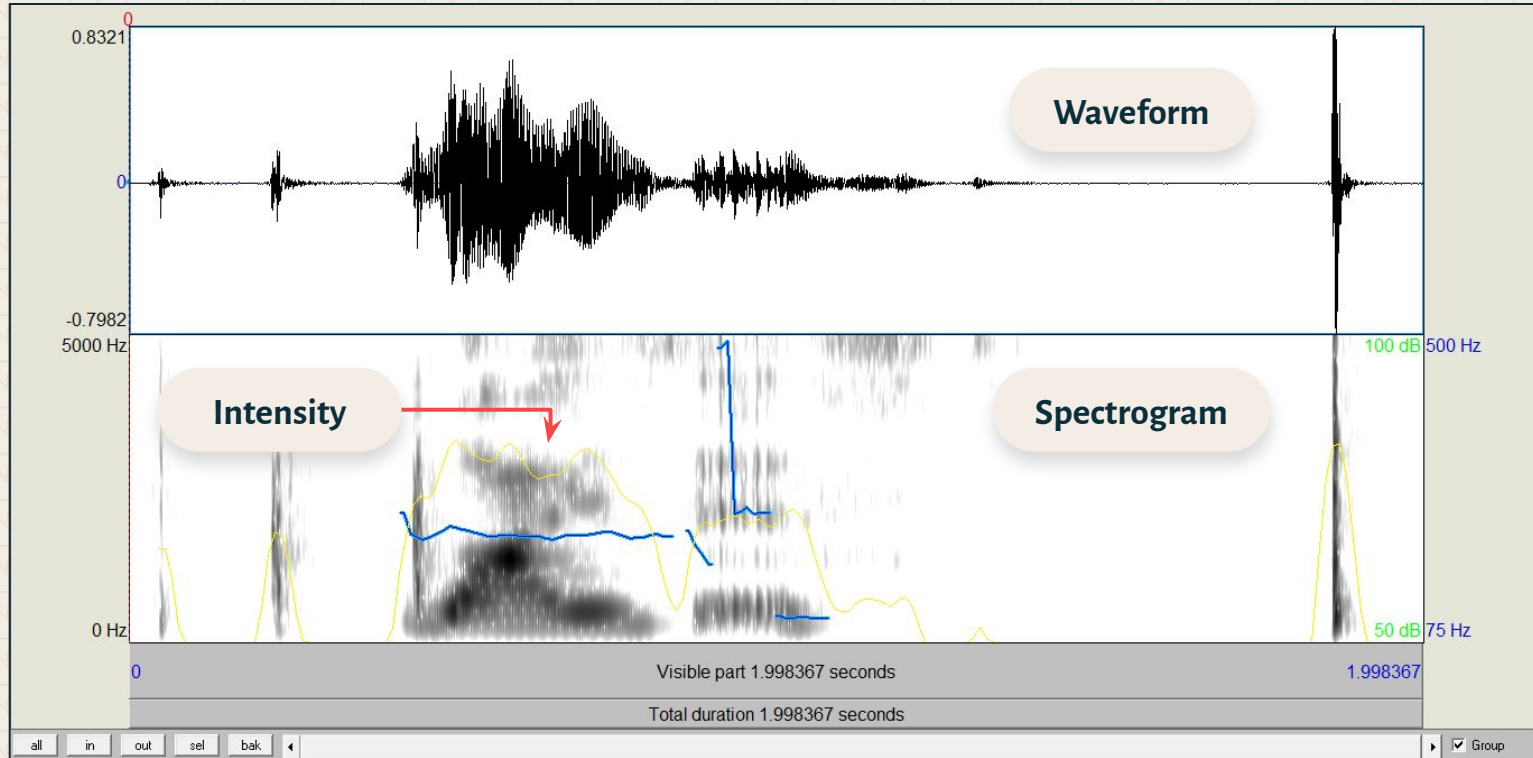 0
0.8321
Waveform
0
-0.7982
5000 Hz
100 dB 500 Hz
Intensity
Spectrogram
0 Hz
50 dB 75 Hz
0
Visible part 1.998367 seconds
1.998367
Total duration 1.998367 seconds
all in out sel bak Group